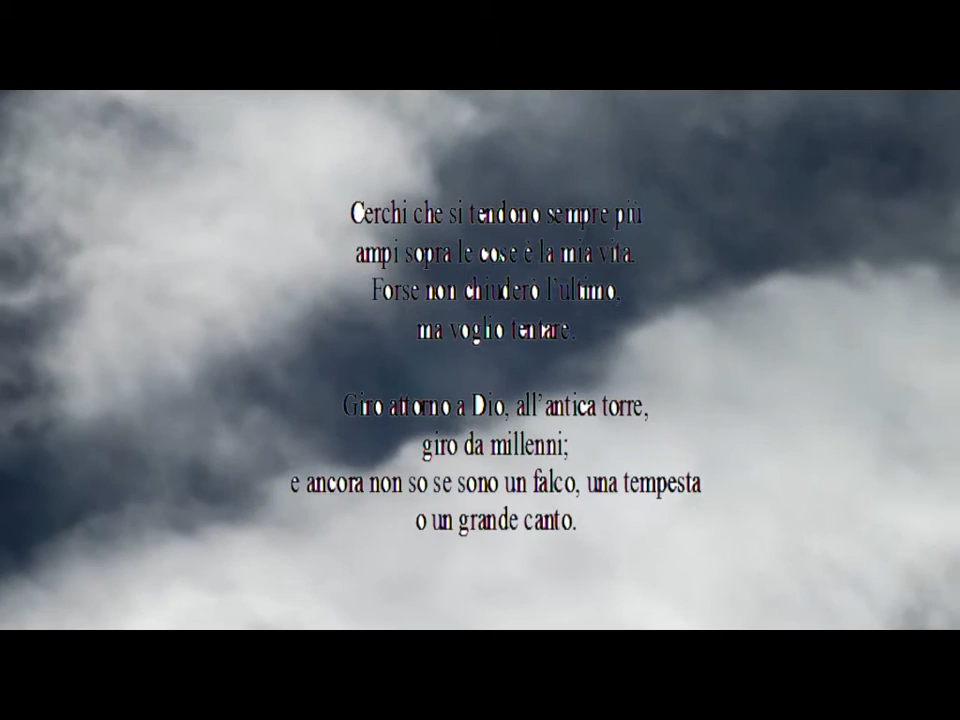 Cerchi che si tendono sempre più
ampi sopra le cose è la mia vita.
Forse non chiuderò l’ultimo,
ma voglio tentare.
Giro attorno a Dio, all’antica torre,
giro da millenni;
e ancora non so se sono un falco, una tempesta
o un grande canto.